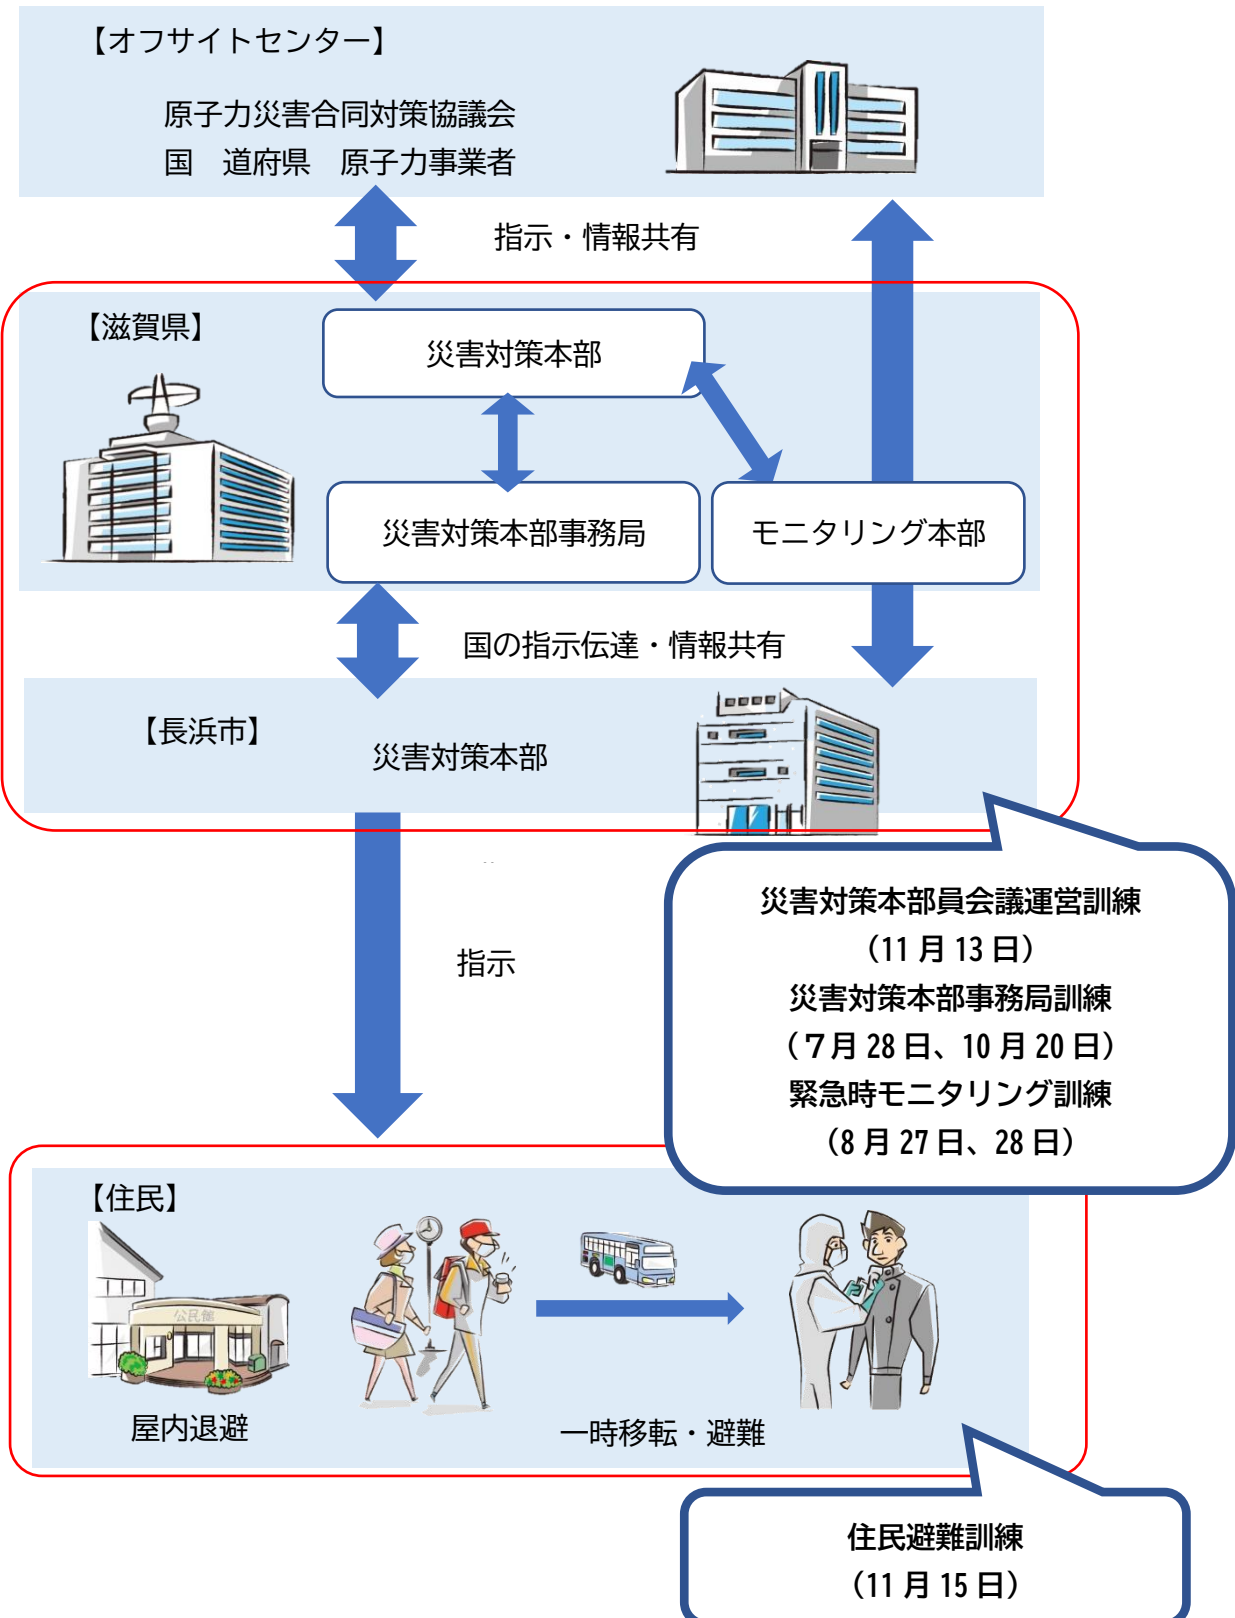 【オフサイトセンター】
原子力災害合同対策協議会
国　道府県　原子力事業者
指示・情報共有
【滋賀県】
災害対策本部
災害対策本部事務局
モニタリング本部
国の指示伝達・情報共有
【長浜市】
災害対策本部
指示
災害対策本部員会議運営訓練
（11月13日）
災害対策本部事務局訓練
（７月28日、10月20日）
緊急時モニタリング訓練
（8月27日、28日）
【住民】
公民館
屋内退避
一時移転・避難
住民避難訓練
（11月15日）